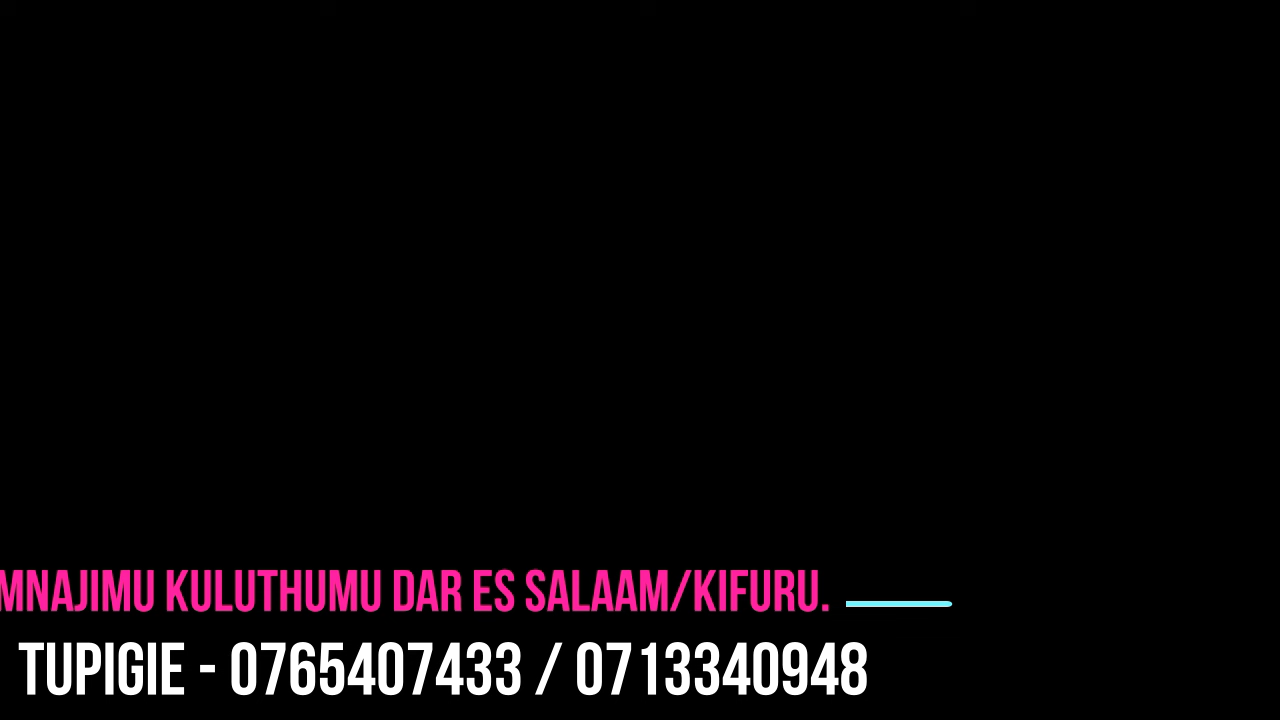 MNAJIMU KULUTHUMU DAR ES SALAAM/KIFURU.
TUPIGIE - 0765407433 / 0713340948